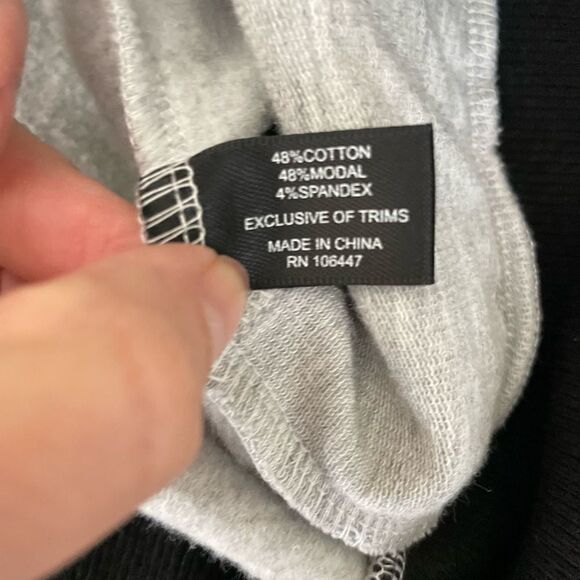 48%COTTON
48%MODAL
4%SPANDEX
EXCLUSIVE OF TRIMS
MADE IN CHINA
RN 106447